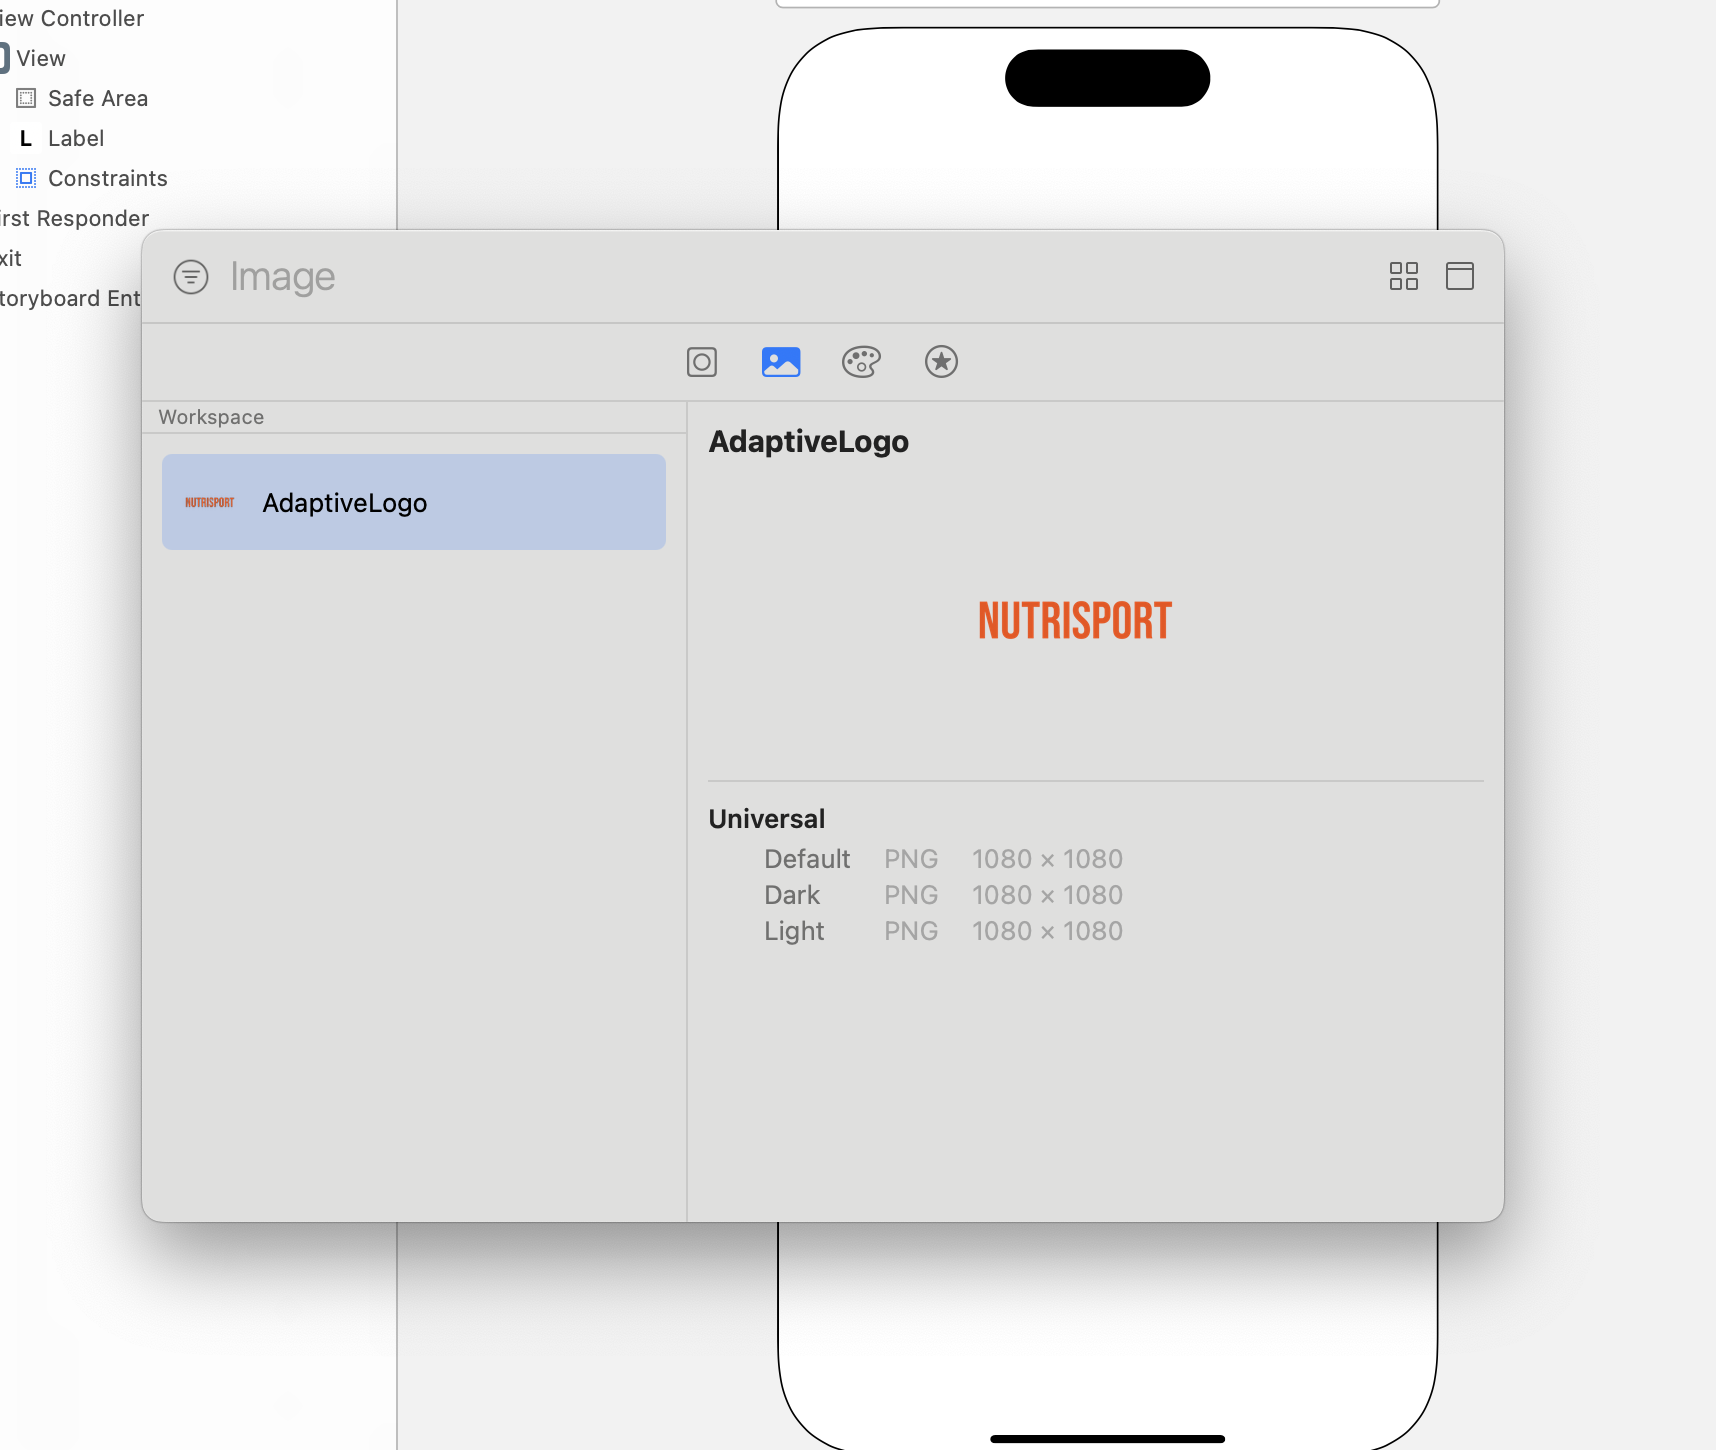 iew Controller
View
Safe Area
L Label
Constraints
irst Responder
xit
toryboard Ent
Image
Workspace
NUTRISPORT AdaptiveLogo
AdaptiveLogo
NUTRISPORT
Universal
Default PNG 1080 × 1080
Dark PNG 1080 × 1080
Light PNG 1080 × 1080